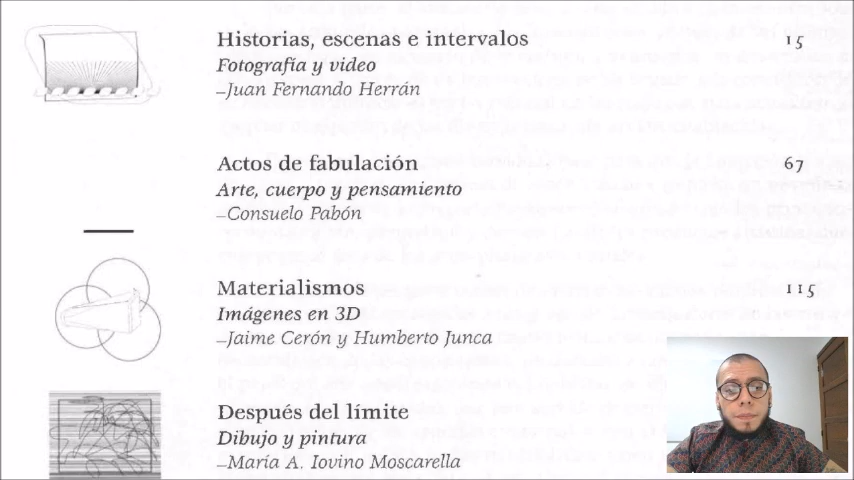 Historias, escenas e intervalos 15
Fotografía y video
–Juan Fernando Herrán
Actos de fabulación 67
Arte, cuerpo y pensamiento
–Consuelo Pabón
Materialismos 115
Imágenes en 3D
–Jaime Cerón y Humberto Junca
Después del límite
Dibujo y pintura
–María A. Iovino Moscarella